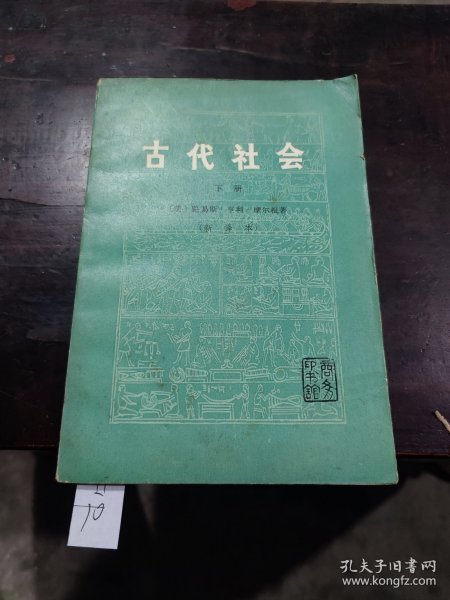 古代社会
下册
〔美〕路易斯·亨利·摩尔根著
(新译本)
商务
印书馆
10
孔夫子旧书网
www.kongfz.com